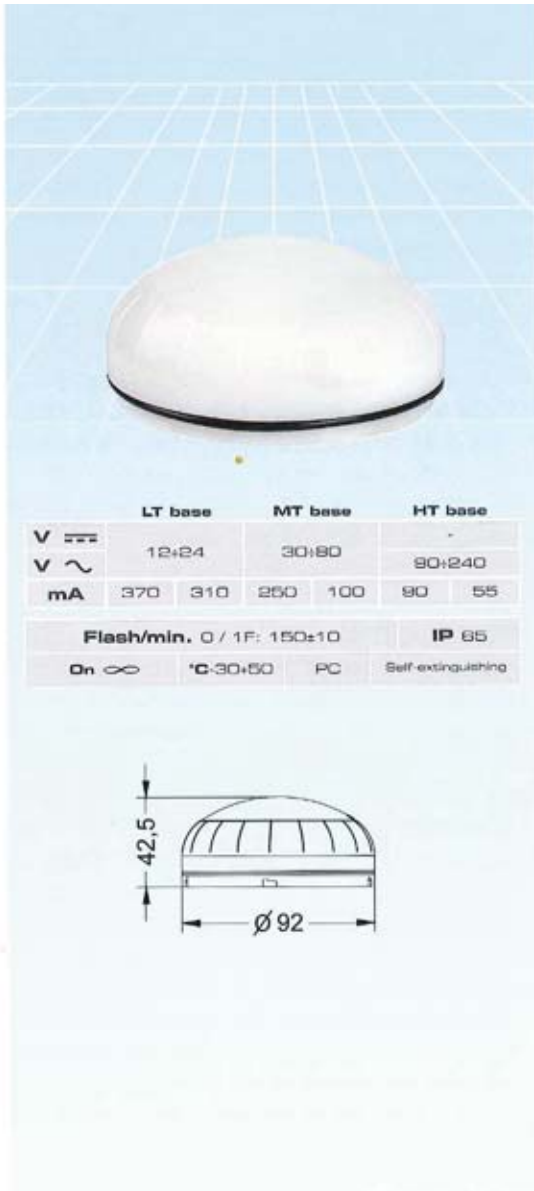 LT base MT base HT base
V -
12÷24 30÷80
V 90÷240
mA 370 310 250 100 90 55
Flash/min. 0 / 1F: 150±10 IP 65
On °C-30+50 PC Self-extinguishing
42,5
Ø 92